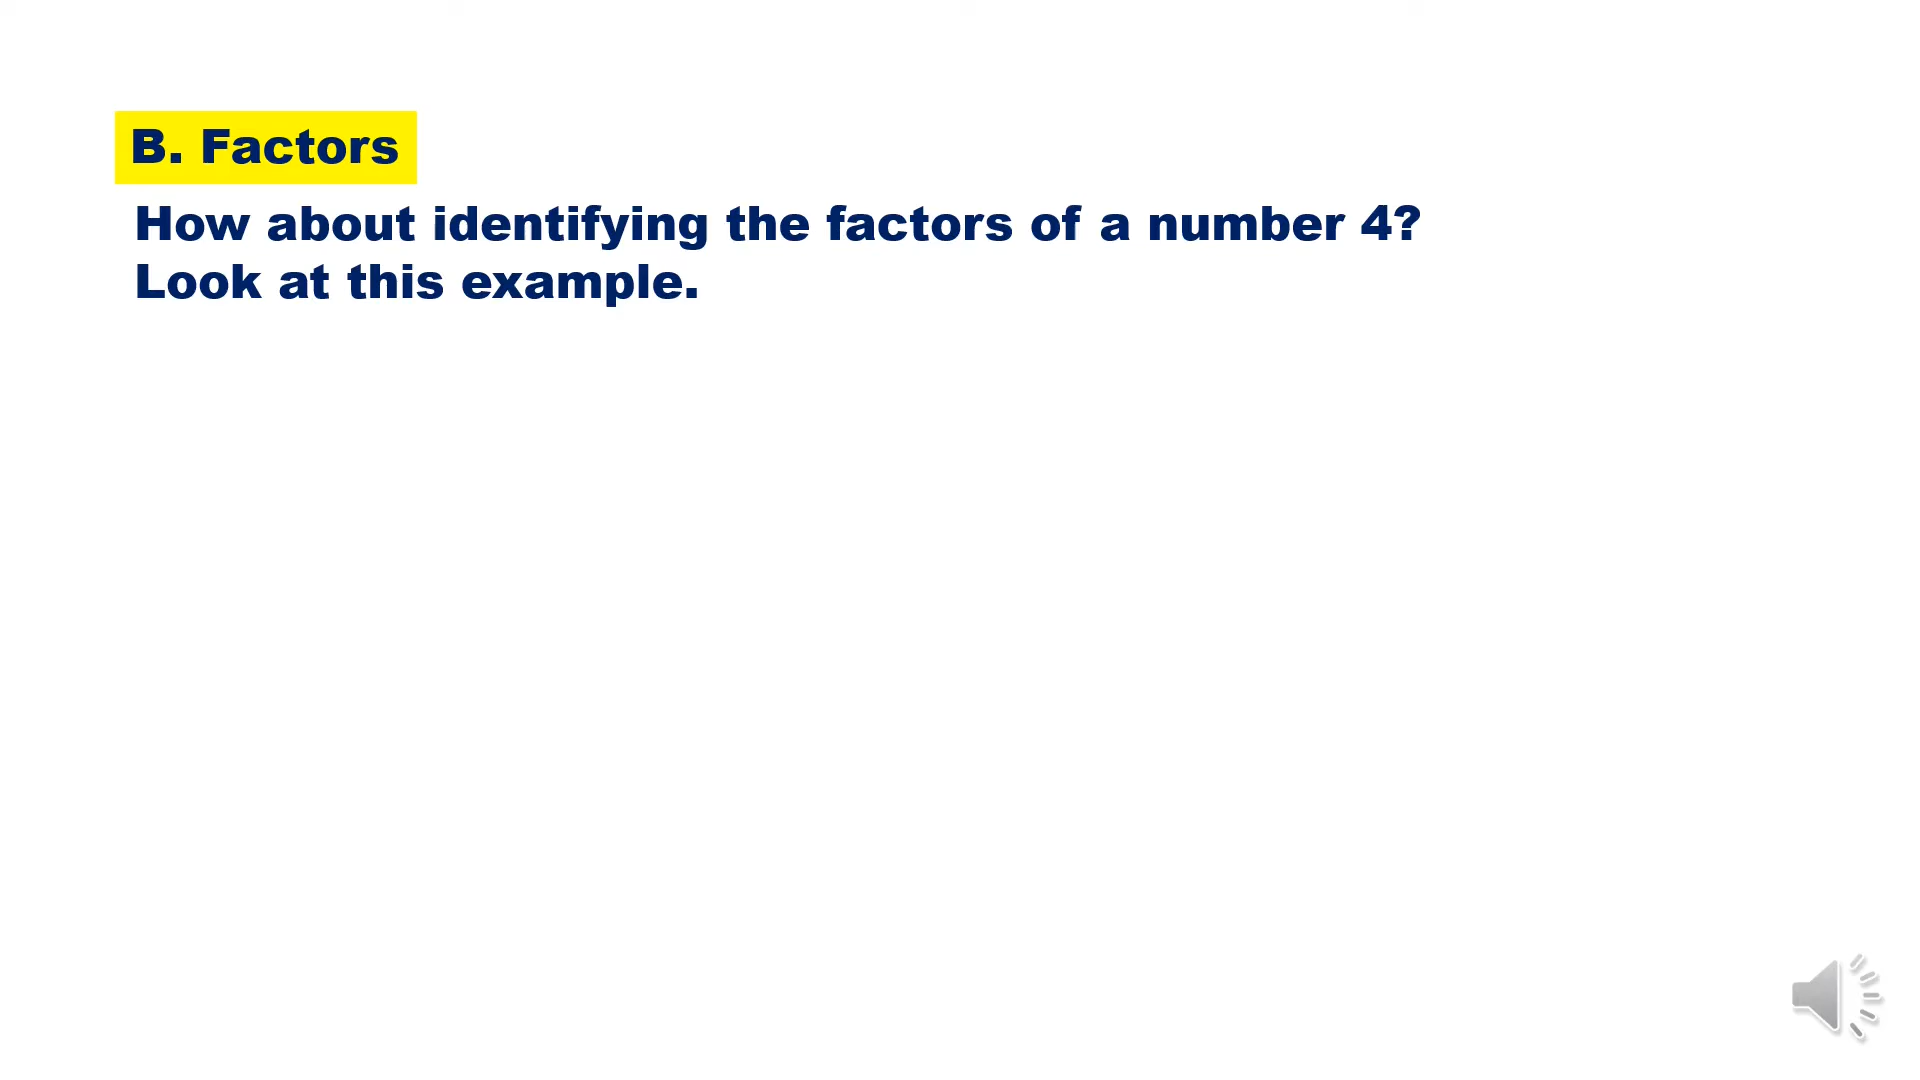 B. Factors
How about identifying the factors of a number 4?
Look at this example.